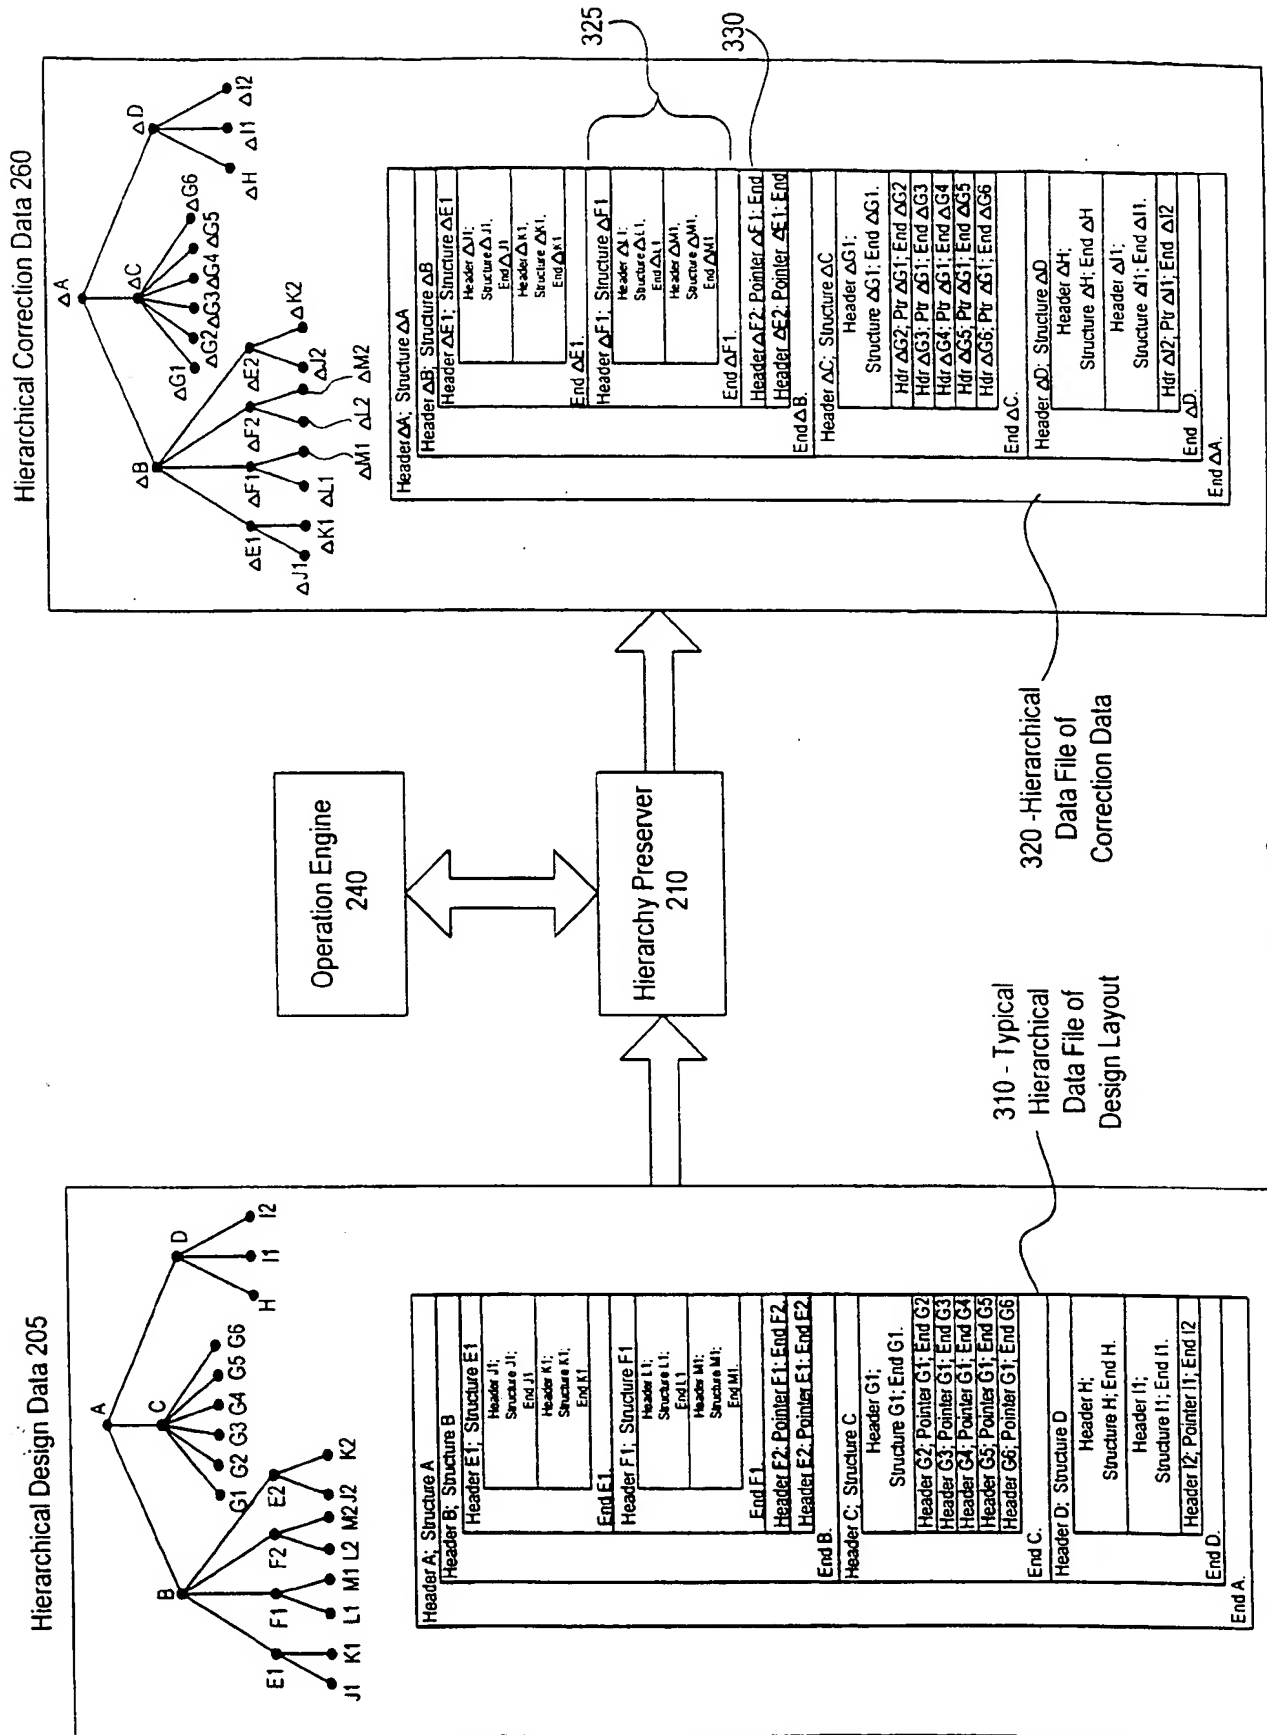 Hierarchical Design Data 205
A
B
C
D
E1
F1
F2
E2
G1
G2
G3
G4
G5
G6
H
I1
I2
J1
K1
L1
M1
L2
M2
J2
K2
Header A; Structure A
Header B; Structure B
Header E1; Structure E1
Header J1;
Structure J1;
End J1
Header K1;
Structure K1;
End K1
End E1.
Header F1; Structure F1
Header L1;
Structure L1;
End L1
Header M1;
Structure M1;
End M1.
End F1.
Header F2; Pointer F1; End F2.
Header E2; Pointer E1; End E2.
End B.
Header C; Structure C
Header G1;
Structure G1; End G1.
Header G2; Pointer G1; End G2
Header G3; Pointer G1; End G3
Header G4; Pointer G1; End G4
Header G5; Pointer G1; End G5
Header G6; Pointer G1; End G6
End C.
Header D; Structure D
Header H;
Structure H; End H.
Header I1;
Structure I1; End I1.
Header I2; Pointer I1; End I2
End D.
End A.
310 - Typical
Hierarchical
Data File of
Design Layout
Operation Engine
240
Hierarchy Preserver
210
Hierarchical Correction Data 260
ΔA
ΔB
ΔC
ΔD
ΔE1
ΔF1
ΔF2
ΔE2
ΔG1
ΔG2
ΔG3
ΔG4
ΔG5
ΔG6
ΔH
ΔI1
ΔI2
ΔJ1
ΔK1
ΔL1
ΔM1
ΔL2
ΔM2
ΔJ2
ΔK2
Header ΔA; Structure ΔA
Header ΔB; Structure ΔB
Header ΔE1; Structure ΔE1
Header ΔJ1;
Structure ΔJ1.
End ΔJ1
Header ΔK1;
Structure ΔK1.
End ΔK1
End ΔE1.
Header ΔF1; Structure ΔF1
Header ΔL1;
Structure ΔL1.
End ΔL1
Header ΔM1;
Structure ΔM1.
End ΔM1
End ΔF1.
Header ΔF2; Pointer ΔF1; End
Header ΔE2; Pointer ΔE1; End
End ΔB.
Header ΔC; Structure ΔC
Header ΔG1;
Structure ΔG1; End ΔG1.
Hdr ΔG2; Ptr ΔG1; End ΔG2
Hdr ΔG3; Ptr ΔG1; End ΔG3
Hdr ΔG4; Ptr ΔG1; End ΔG4
Hdr ΔG5; Ptr ΔG1; End ΔG5
Hdr ΔG6; Ptr ΔG1; End ΔG6
End ΔC.
Header ΔD; Structure ΔD
Header ΔH;
Structure ΔH; End ΔH
Header ΔI1;
Structure ΔI1; End ΔI1.
Hdr ΔI2; Ptr ΔI1; End ΔI2
End ΔD.
End ΔA.
325
330
320 -Hierarchical
Data File of
Correction Data